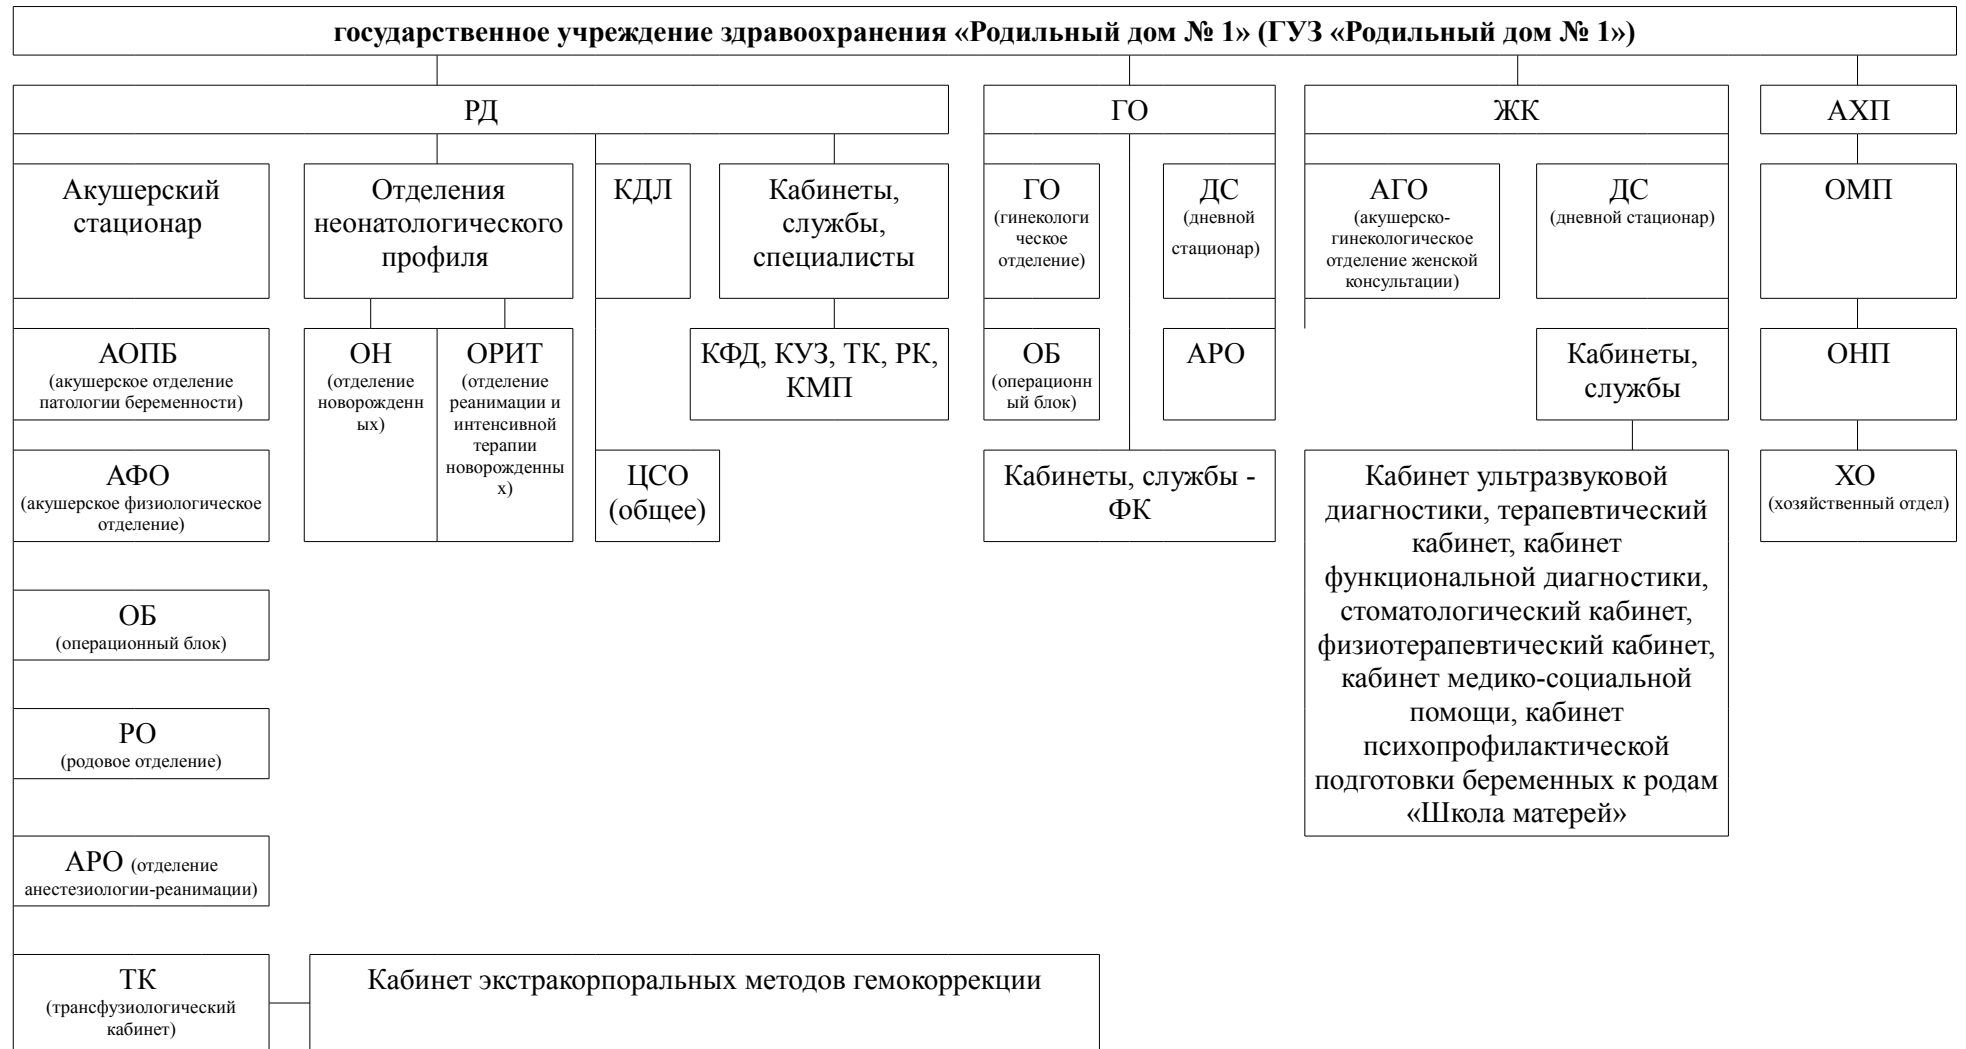 государственное учреждение здравоохранения «Родильный дом № 1» (ГУЗ «Родильный дом № 1»)
РД
ГО
ЖК
АХП
Акушерский
стационар
Отделения
неонатологического
профиля
КДЛ
Кабинеты,
службы,
специалисты
ГО
(гинекологи
ческое
отделение)
ДС
(дневной
стационар)
АГО
(акушерско-
гинекологическое
отделение женской
консультации)
ДС
(дневной стационар)
ОМП
АОПБ
(акушерское отделение
патологии беременности)
ОН
(отделение
новорожденн
ых)
ОРИТ
(отделение
реанимации и
интенсивной
терапии
новорожденны
х)
КФД, КУЗ, ТК, РК,
КМП
ОБ
(операционн
ый блок)
АРО
Кабинеты,
службы
ОНП
АФО
(акушерское физиологическое
отделение)
ЦСО
(общее)
Кабинеты, службы -
ФК
Кабинет ультразвуковой
диагностики, терапевтический
кабинет, кабинет
функциональной диагностики,
стоматологический кабинет,
физиотерапевтический кабинет,
кабинет медико-социальной
помощи, кабинет
психопрофилактической
подготовки беременных к родам
«Школа матерей»
ХО
(хозяйственный отдел)
ОБ
(операционный блок)
РО
(родовое отделение)
АРО (отделение
анестезиологии-реанимации)
ТК
(трансфузиологический
кабинет)
Кабинет экстракорпоральных методов гемокоррекции